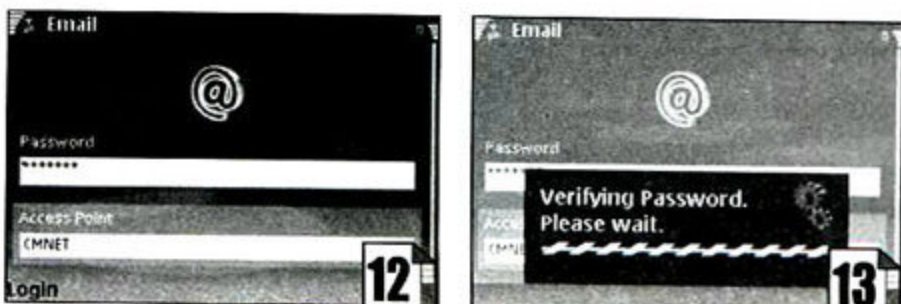 Email
Password
*******
Access Point
CMNET
Login
12
Email
Password
Verifying Password.
Please wait.
13